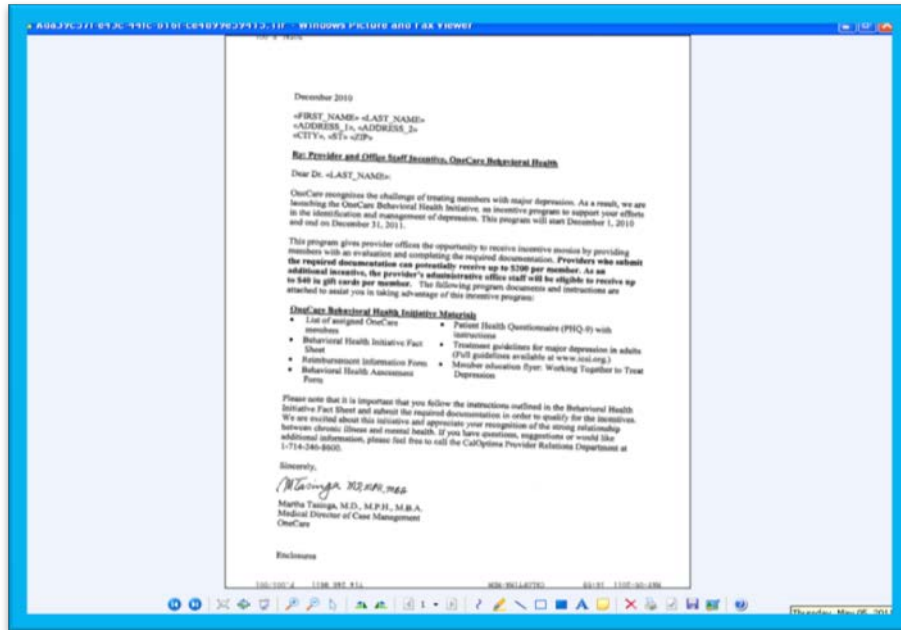 Windows Picture and Fax Viewer
December 2010
«FIRST_NAME» «LAST_NAME»
«ADDRESS_1», «ADDRESS_2»
«CITY», «ST» «ZIP»
Re: Provider and Office Staff Incentive, OneCare Behavioral Health
Dear Dr. «LAST_NAME»:
OneCare recognizes the challenge of treating members with major depression. As a result, we are
launching the OneCare Behavioral Health Initiative, an incentive program to support your efforts
in the identification and management of depression. This program will start December 1, 2010
and end on December 31, 2011.
This program gives provider offices the opportunity to receive incentive monies by providing
members with an evaluation and completing the required documentation. Providers who submit
the required documentation can potentially receive up to $200 per member. As an
additional incentive, the provider's administrative office staff will be eligible to receive up
to $40 in gift cards per member. The following program documents and instructions are
attached to assist you in taking advantage of this incentive program:
OneCare Behavioral Health Initiative Materials
• List of assigned OneCare
members
• Behavioral Health Initiative Fact
Sheet
• Reimbursement Information Form
• Behavioral Health Assessment
Form
• Patient Health Questionnaire (PHQ-9) with
instructions
• Treatment guidelines for major depression in adults
(Full guidelines available at www.icsi.org.)
• Member education flyer: Working Together to Treat
Depression
Please note that it is important that you follow the instructions outlined in the Behavioral Health
Initiative Fact Sheet and submit the required documentation in order to qualify for the incentives.
We are excited about this initiative and appreciate your recognition of the strong relationship
between chronic illness and mental health. If you have questions, suggestions or would like
additional information, please feel free to call the CalOptima Provider Relations Department at
1-714-246-8600.
Sincerely,
MTasinga MD, MPH, MBA
Martha Tasinga, M.D., M.P.H., M.B.A.
Medical Director of Case Management
OneCare
Enclosures
1
Thursday, May 05, 2011